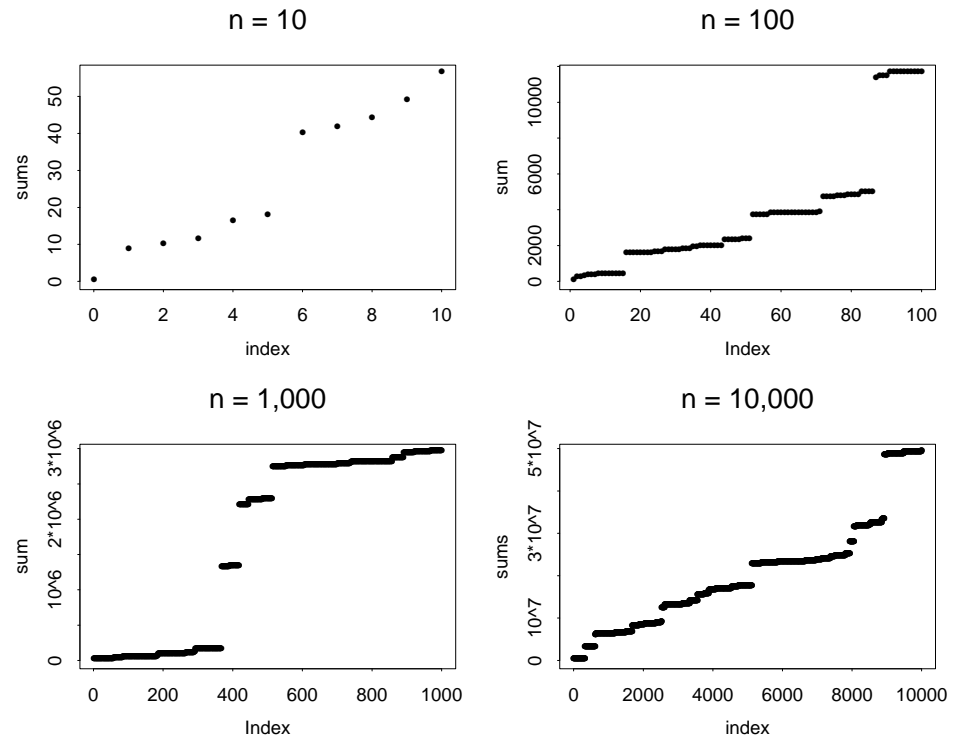 n = 10
sums
0 10 20 30 40 50
0 2 4 6 8 10
index
n = 100
sum
0 2000 6000 10000
0 20 40 60 80 100
Index
n = 1,000
sum
0 10^6 2*10^6 3*10^6
0 200 400 600 800 1000
Index
n = 10,000
sums
0 10^7 3*10^7 5*10^7
0 2000 4000 6000 8000 10000
index